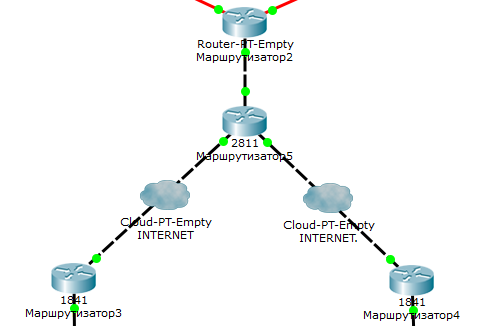 Router-PT-Empty
Маршрутизатор2
2811
Маршрутизатор5
Cloud-PT-Empty
INTERNET
Cloud-PT-Empty
INTERNET.
1841
Маршрутизатор3
1841
Маршрутизатор4